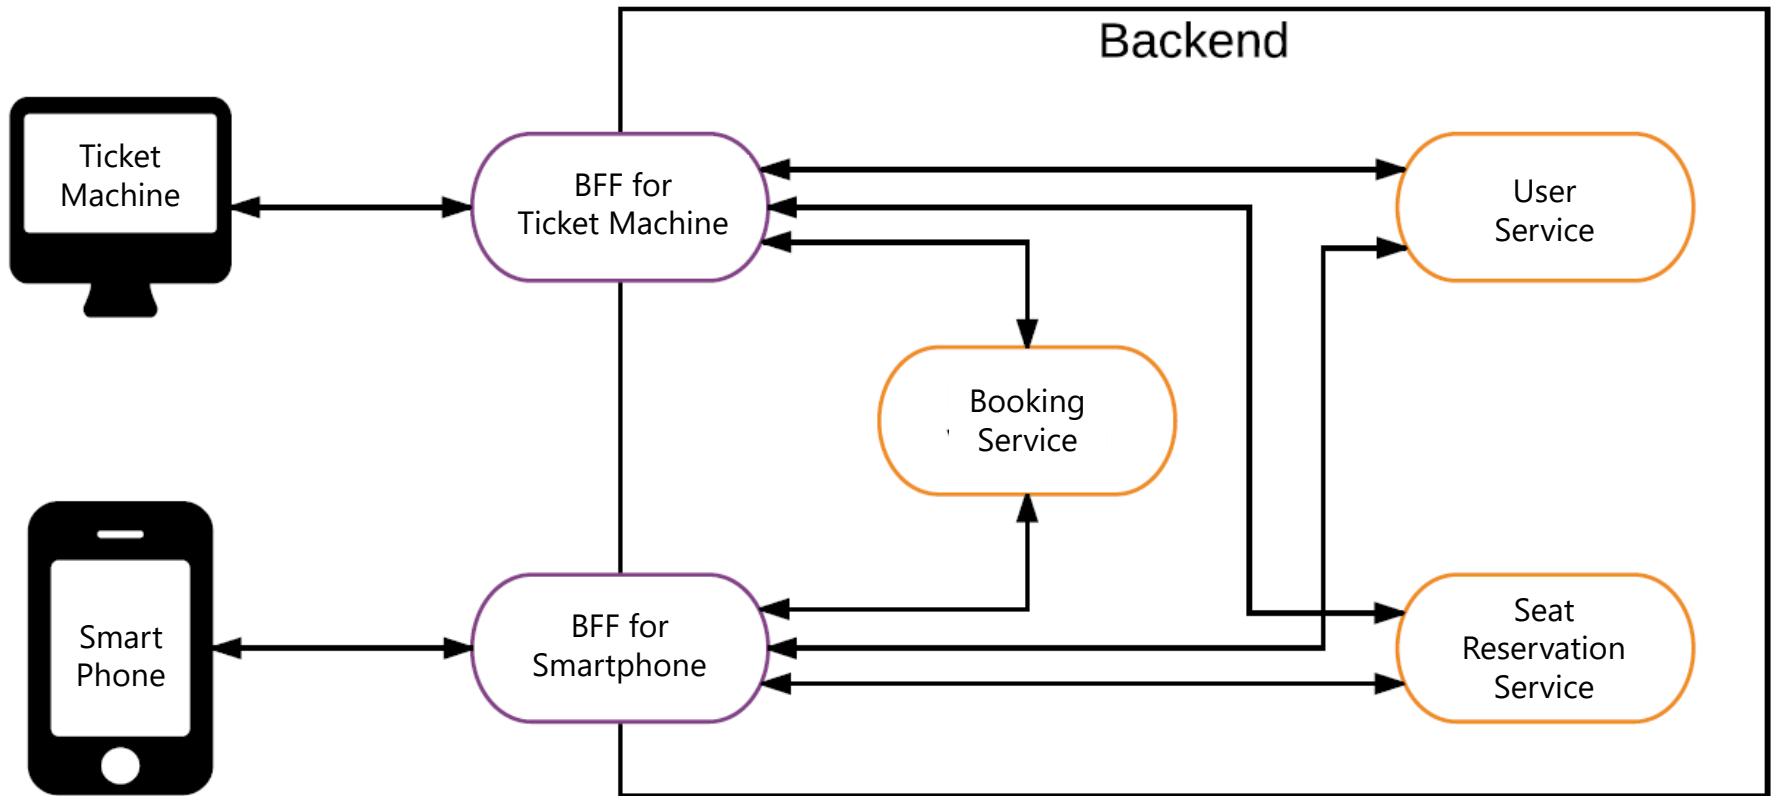 Backend
Ticket
Machine
BFF for
Ticket Machine
User
Service
Booking
Service
Smart
Phone
BFF for
Smartphone
Seat
Reservation
Service